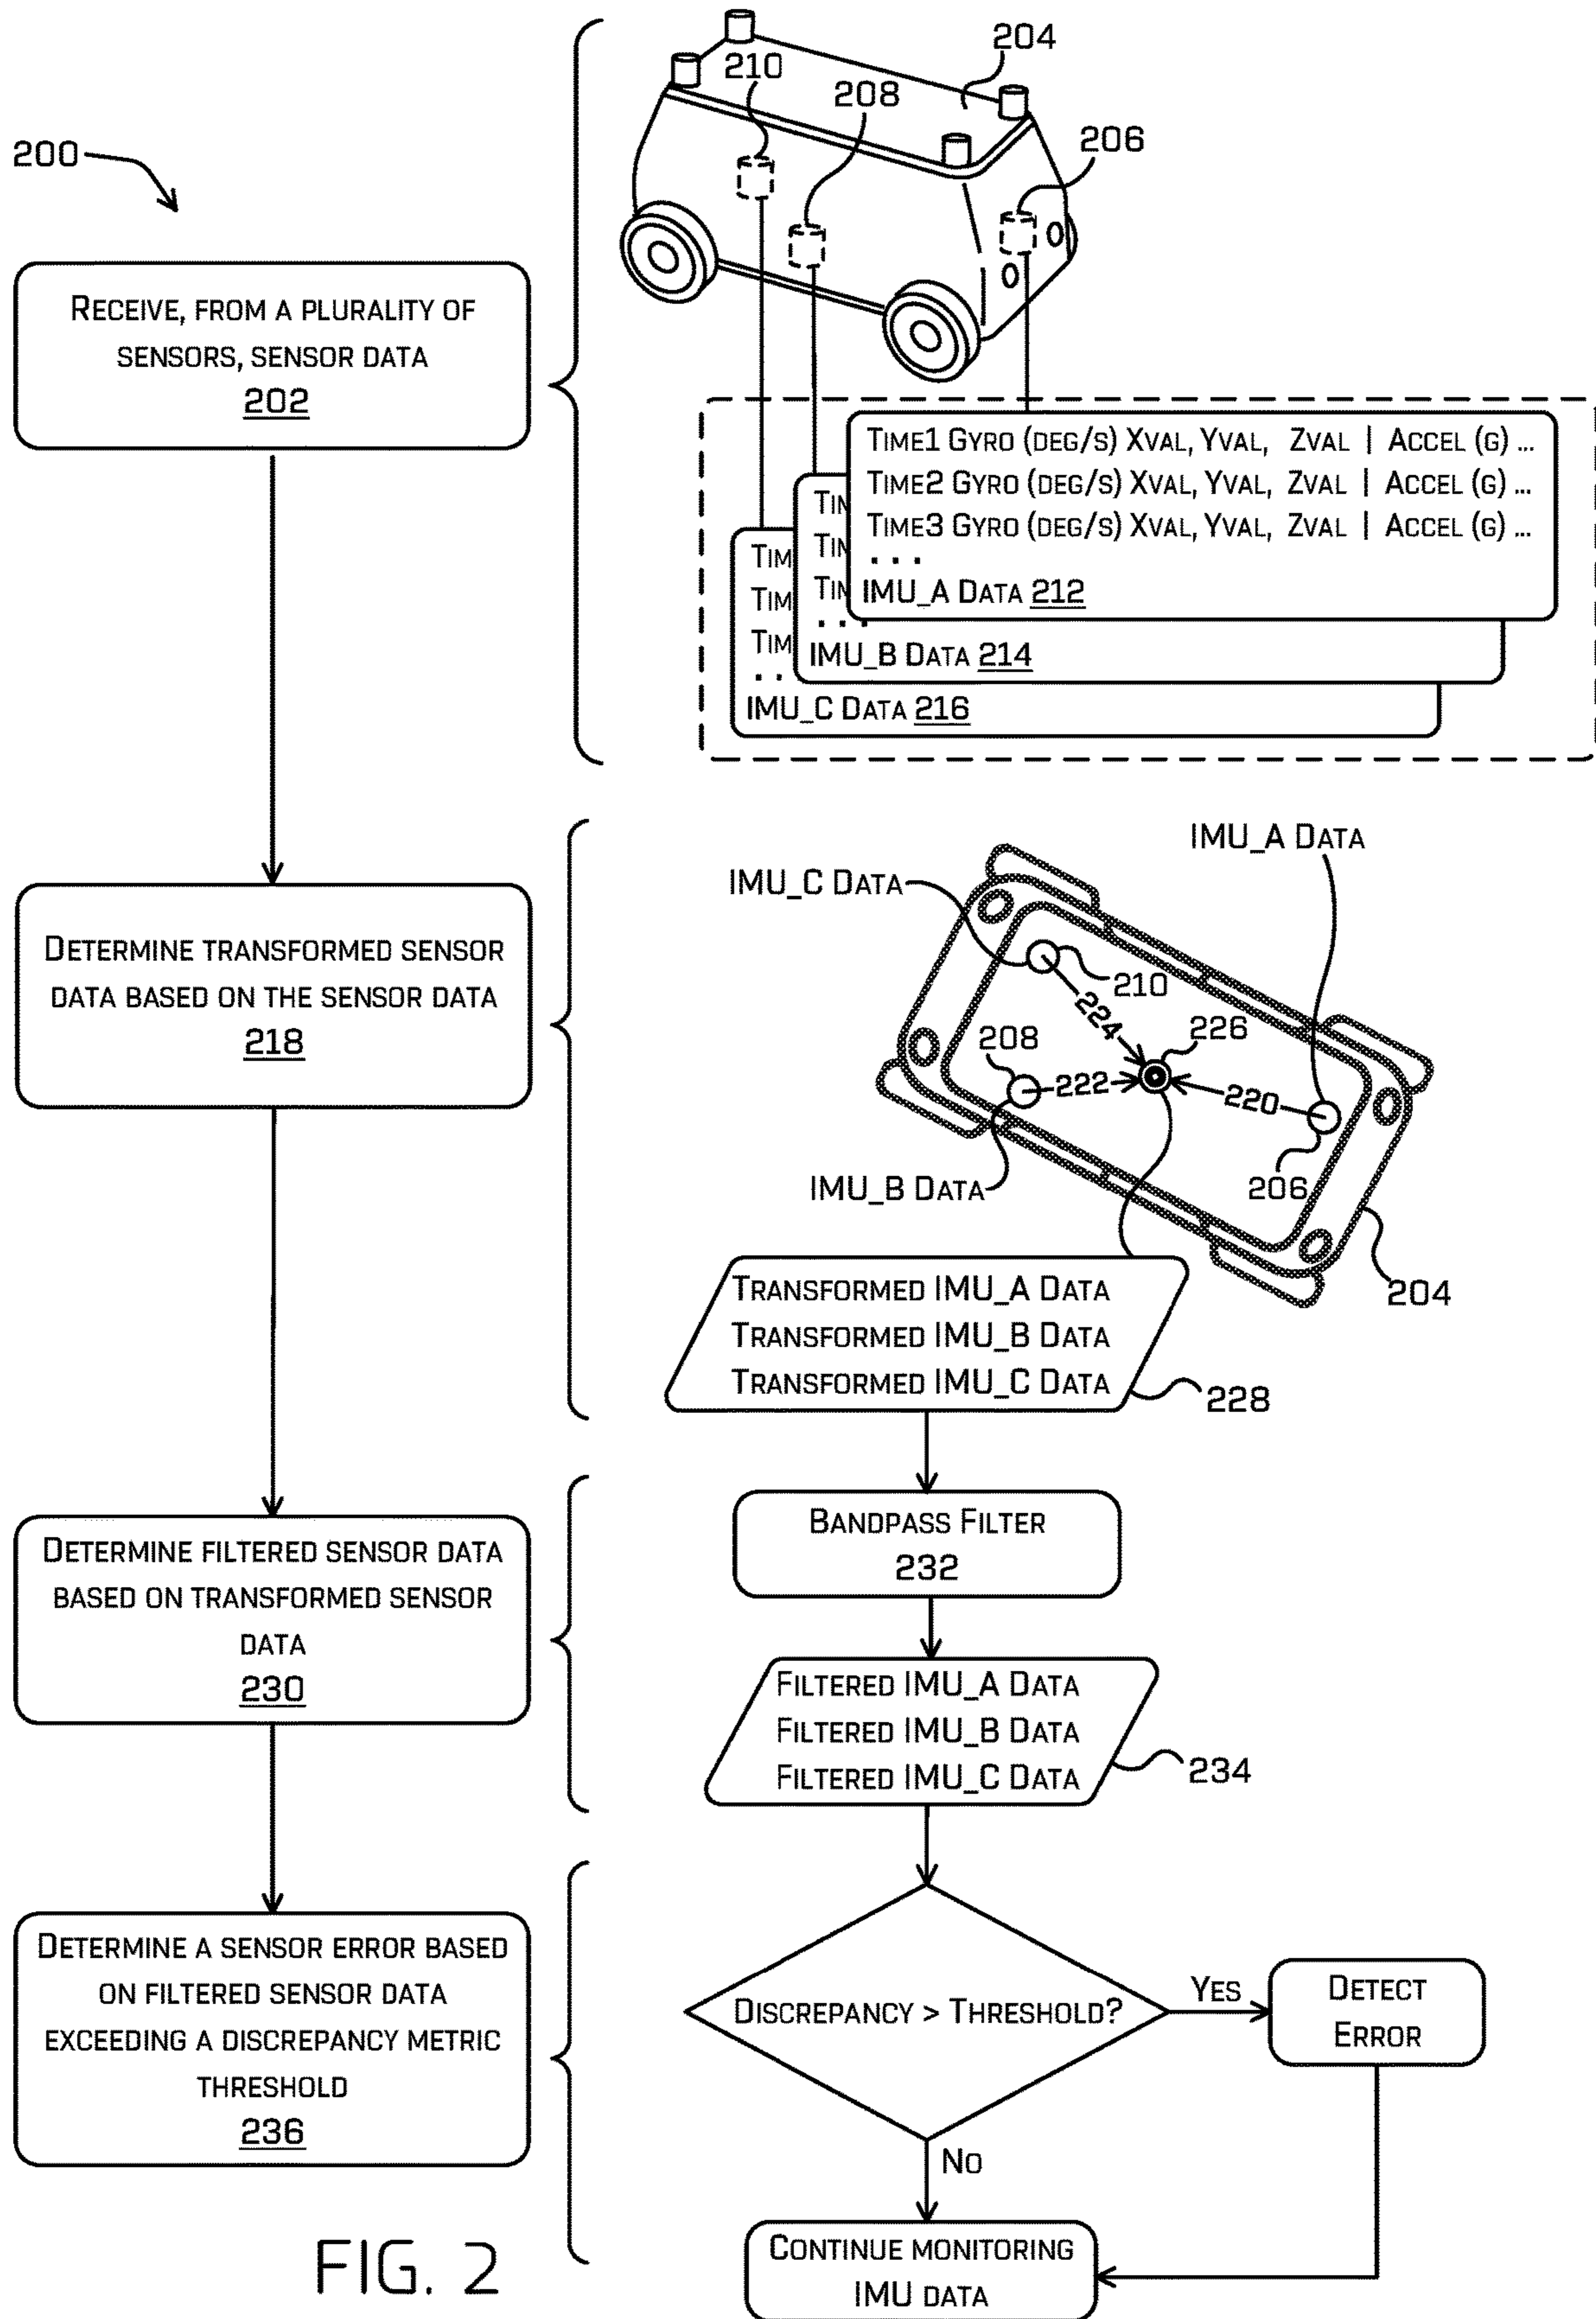 200
RECEIVE, FROM A PLURALITY OF
SENSORS, SENSOR DATA
202
204
210
208
206
TIME1 GYRO (DEG/S) XVAL, YVAL, ZVAL | ACCEL (G) ...
TIME2 GYRO (DEG/S) XVAL, YVAL, ZVAL | ACCEL (G) ...
TIME3 GYRO (DEG/S) XVAL, YVAL, ZVAL | ACCEL (G) ...
...
IMU_A DATA 212
TIM
TIM
TIM
...
IMU_B DATA 214
TIM
TIM
TIM
..
IMU_C DATA 216
DETERMINE TRANSFORMED SENSOR
DATA BASED ON THE SENSOR DATA
218
IMU_A DATA
IMU_C DATA
210
224
208
226
222
220
IMU_B DATA
206
204
TRANSFORMED IMU_A DATA
TRANSFORMED IMU_B DATA
TRANSFORMED IMU_C DATA
228
DETERMINE FILTERED SENSOR DATA
BASED ON TRANSFORMED SENSOR
DATA
230
BANDPASS FILTER
232
FILTERED IMU_A DATA
FILTERED IMU_B DATA
FILTERED IMU_C DATA
234
DETERMINE A SENSOR ERROR BASED
ON FILTERED SENSOR DATA
EXCEEDING A DISCREPANCY METRIC
THRESHOLD
236
DISCREPANCY > THRESHOLD?
YES
DETECT
ERROR
NO
CONTINUE MONITORING
IMU DATA
FIG. 2